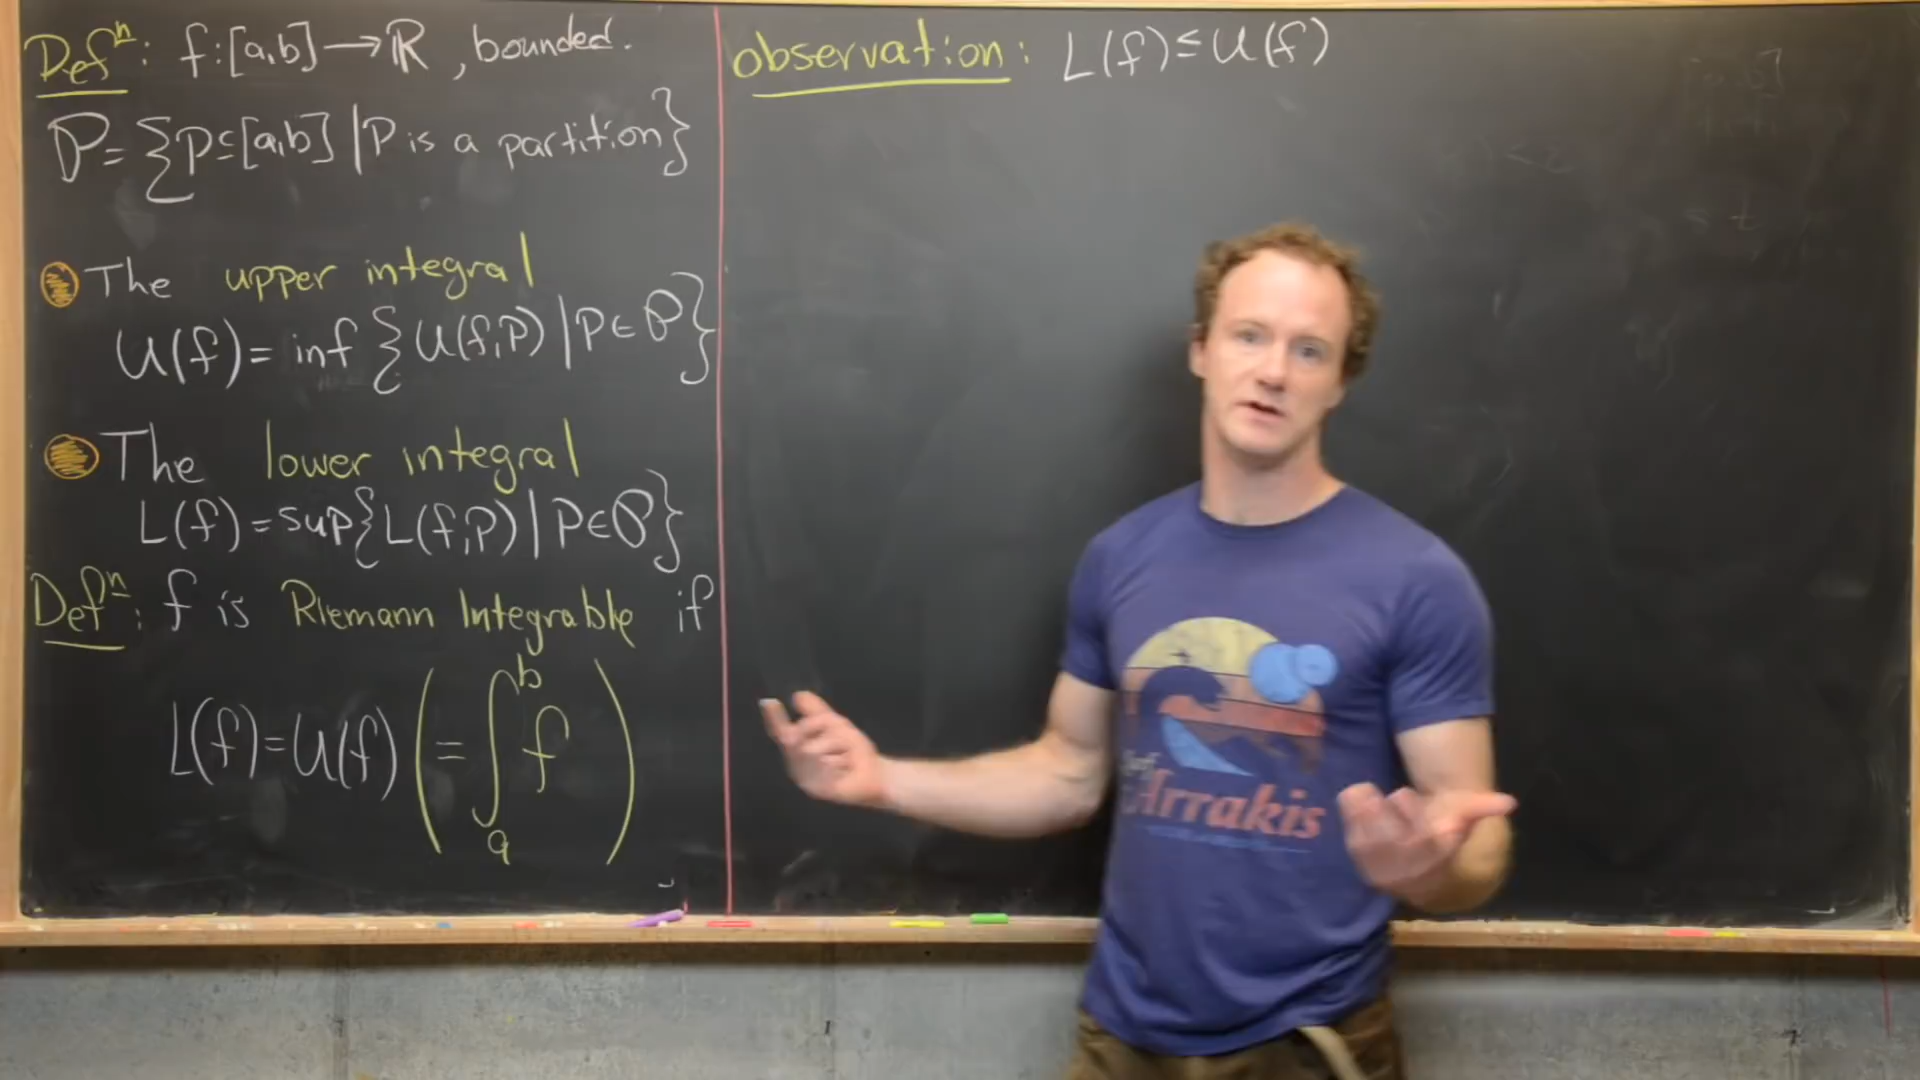 Defⁿ: f:[a,b]→ℝ, bounded.
𝒫={P⊆[a,b] | P is a partition}
The upper integral
U(f)= inf {U(f,P) | P∈𝒫}
The lower integral
L(f)=sup{L(f,P) | P∈𝒫}
Defⁿ: f is Riemann Integrable if
L(f)=U(f) (=∫ₐᵇ f)
observation: L(f)≤U(f)
Arrakis